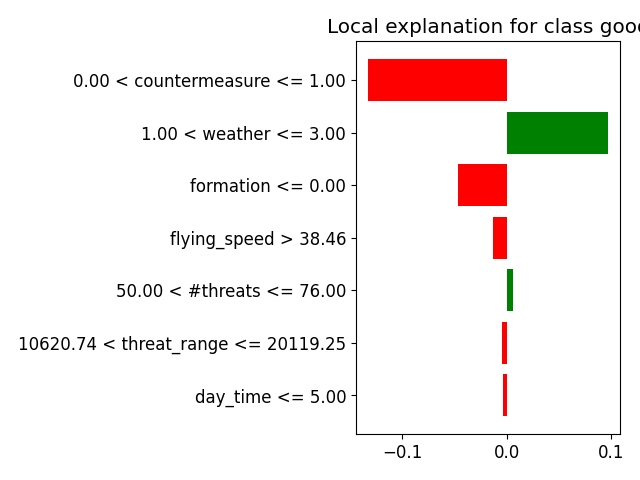 Local explanation for class good
0.00 < countermeasure <= 1.00
1.00 < weather <= 3.00
formation <= 0.00
flying_speed > 38.46
50.00 < #threats <= 76.00
10620.74 < threat_range <= 20119.25
day_time <= 5.00
−0.1 0.0 0.1